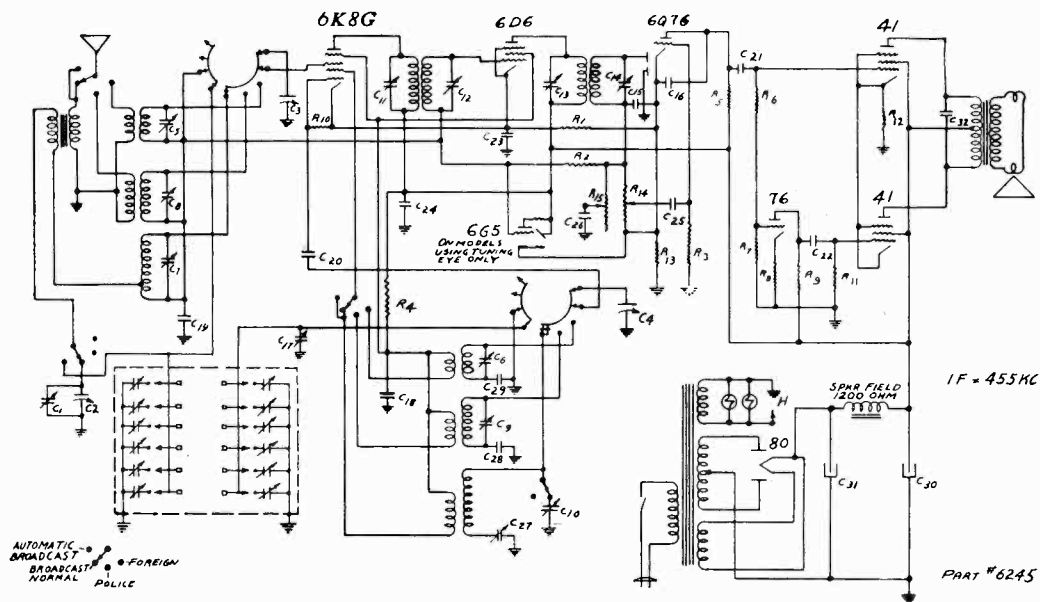 6K8G
6D6
6Q76
41
C21
C3
C11
C12
C13
C14
C15
C16
R5
R6
R12
C32
C5
R10
C23
R1
R2
C8
C24
R15
R14
C26
C25
6G5
ON MODELS
USING TUNING
EYE ONLY
76
41
C22
R7
R8
R9
R11
R13
R3
C7
C20
C19
R4
C4
C17
C6
C29
C18
C9
C28
C1
C2
IF = 455KC
SPKR FIELD
1200 OHM
H
80
C31
C30
C10
C27
AUTOMATIC
BROADCAST
BROADCAST
NORMAL
FOREIGN
POLICE
PART #6245